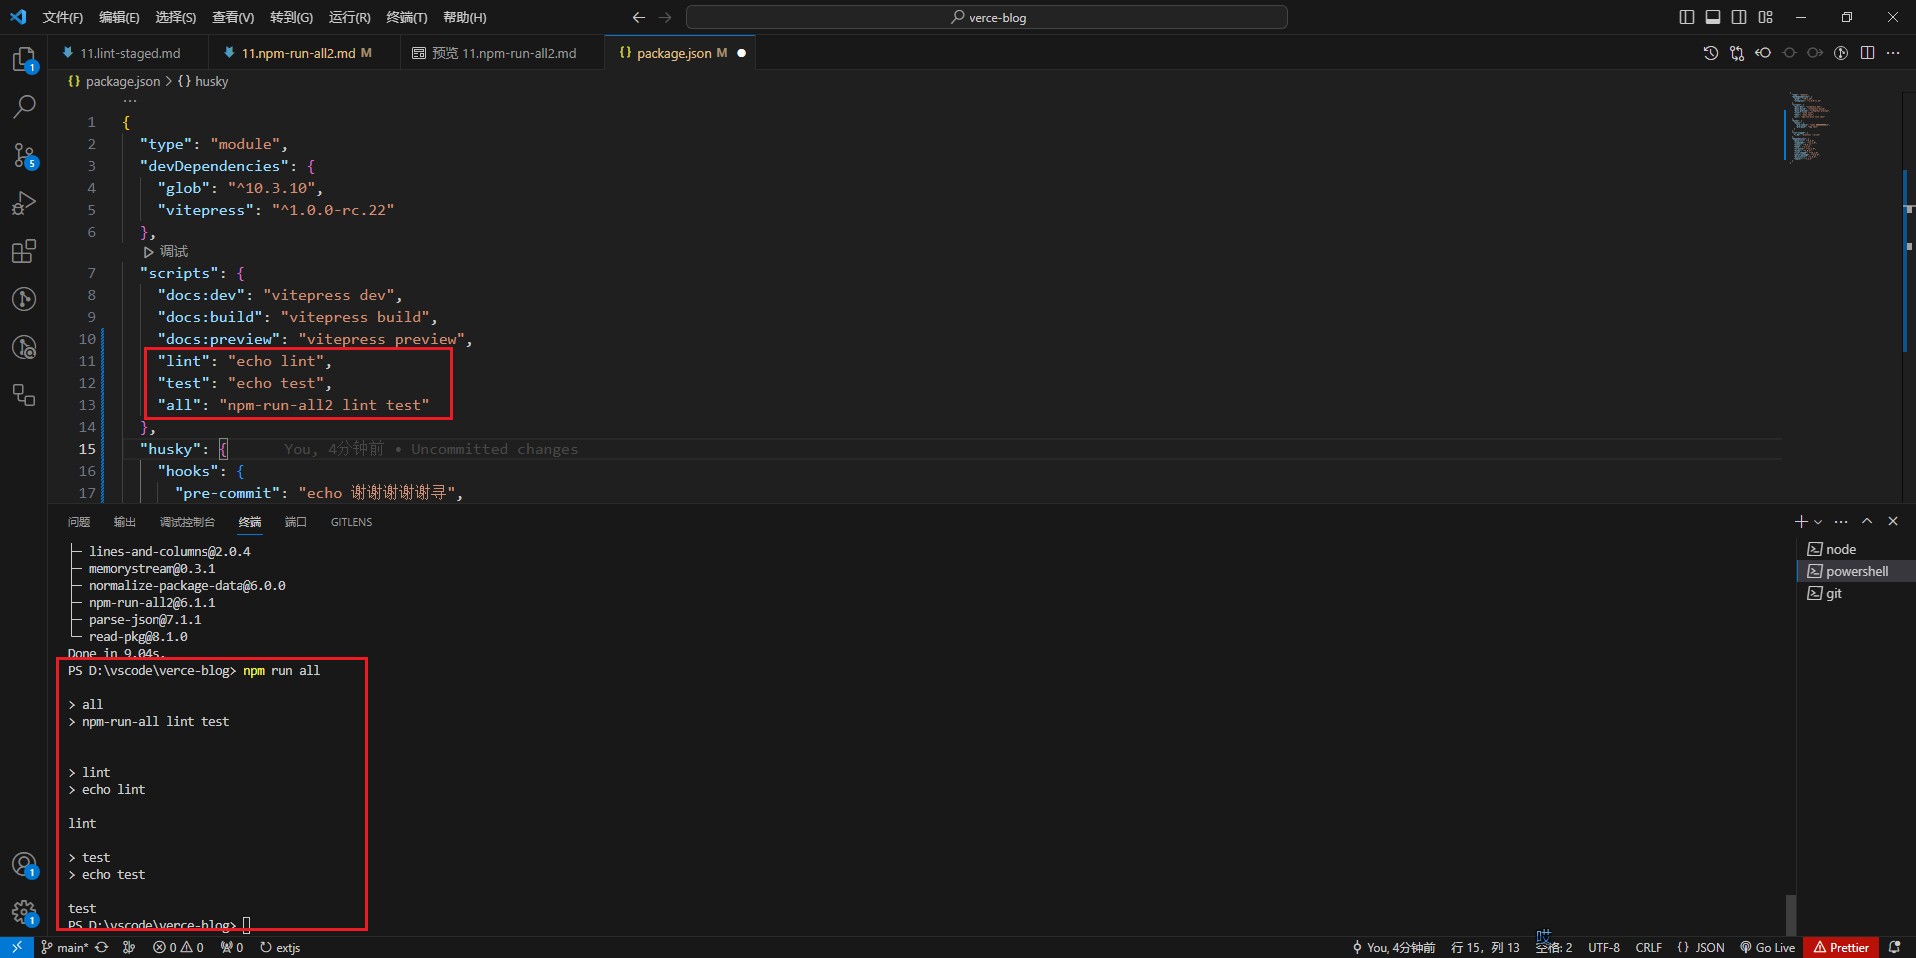 文件(F) 编辑(E) 选择(S) 查看(V) 转到(G) 运行(R) 终端(T) 帮助(H)
verce-blog
11.lint-staged.md
11.npm-run-all2.md M
预览 11.npm-run-all2.md
{} package.json M
{} package.json > {} husky
...
1 {
2 "type": "module",
3 "devDependencies": {
4 "glob": "^10.3.10",
5 "vitepress": "^1.0.0-rc.22"
6 },
调试
7 "scripts": {
8 "docs:dev": "vitepress dev",
9 "docs:build": "vitepress build",
10 "docs:preview": "vitepress preview",
11 "lint": "echo lint",
12 "test": "echo test",
13 "all": "npm-run-all2 lint test"
14 },
15 "husky": { You, 4分钟前 • Uncommitted changes
16 "hooks": {
17 "pre-commit": "echo 谢谢谢谢谢寻",
问题 输出 调试控制台 终端 端口 GITLENS
├─ lines-and-columns@2.0.4
├─ memorystream@0.3.1
├─ normalize-package-data@6.0.0
├─ npm-run-all2@6.1.1
├─ parse-json@7.1.1
└─ read-pkg@8.1.0
Done in 9.04s.
PS D:\vscode\verce-blog> npm run all
> all
> npm-run-all lint test
> lint
> echo lint
lint
> test
> echo test
test
PS D:\vscode\verce-blog>
node
powershell
git
1
5
1
1
main* 0 0 0 extjs
You, 4分钟前 行 15，列 13 空格: 2 UTF-8 CRLF {} JSON Go Live Prettier
哎